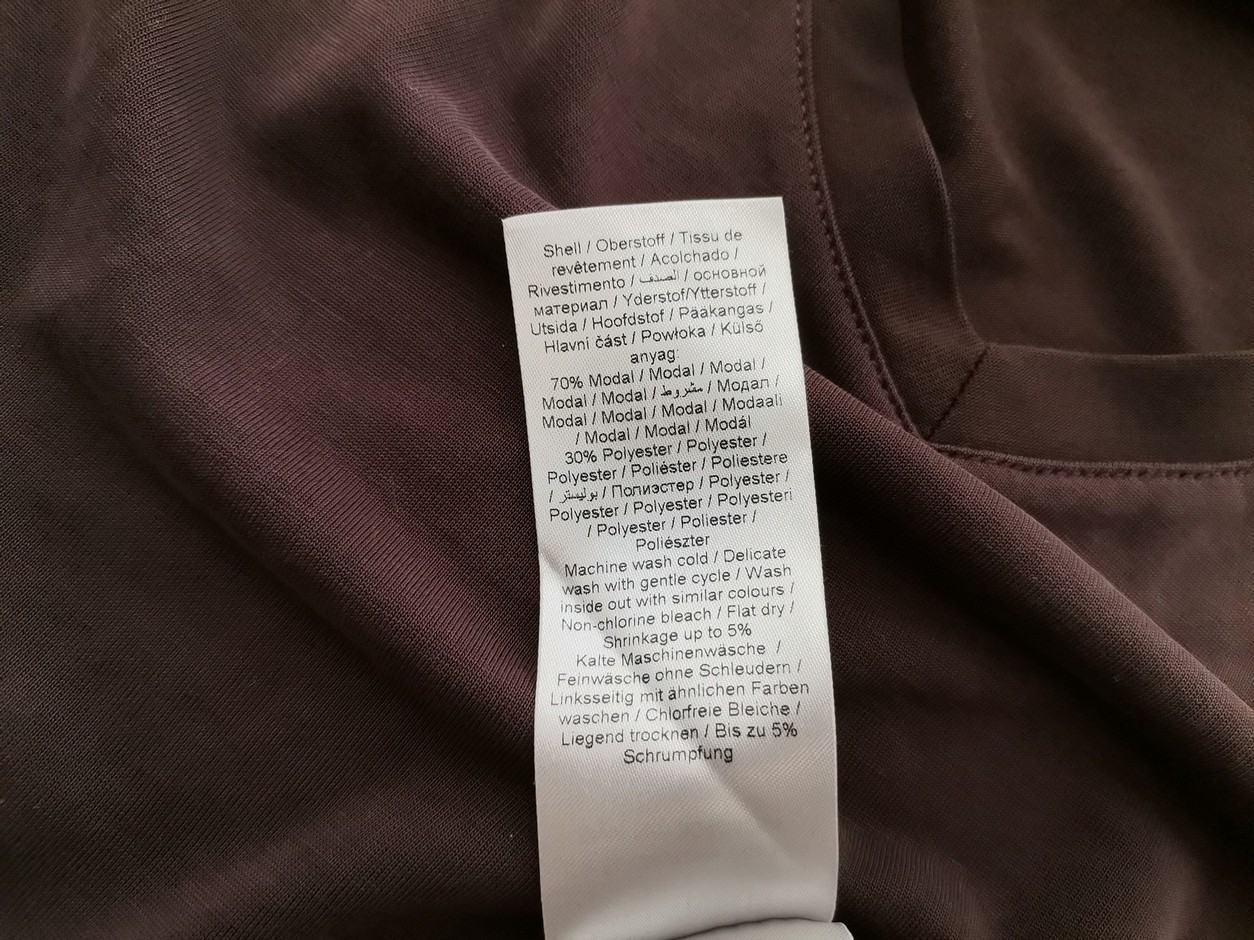 Shell / Oberstoff / Tissu de
revêtement / Acolchado /
Rivestimento / الصدف / основной
материал / Yderstof/Ytterstoff /
Utsida / Hoofdstof / Pääkangas /
Hlavní část / Powłoka / Külső
anyag:
70% Modal / Modal / Modal /
Modal / Modal / مشروط / Модал /
Modal / Modal / Modal / Modaali
/ Modal / Modal / Modál
30% Polyester / Polyester /
Polyester / Poliéster / Poliestere
/ بوليستر / Полиэстер / Polyester /
Polyester / Polyester / Polyesteri
/ Polyester / Poliester /
Poliészter
Machine wash cold / Delicate
wash with gentle cycle / Wash
inside out with similar colours /
Non-chlorine bleach / Flat dry /
Shrinkage up to 5%
Kalte Maschinenwäsche /
Feinwäsche ohne Schleudern /
Linksseitig mit ähnlichen Farben
waschen / Chlorfreie Bleiche /
Liegend trocknen / Bis zu 5%
Schrumpfung